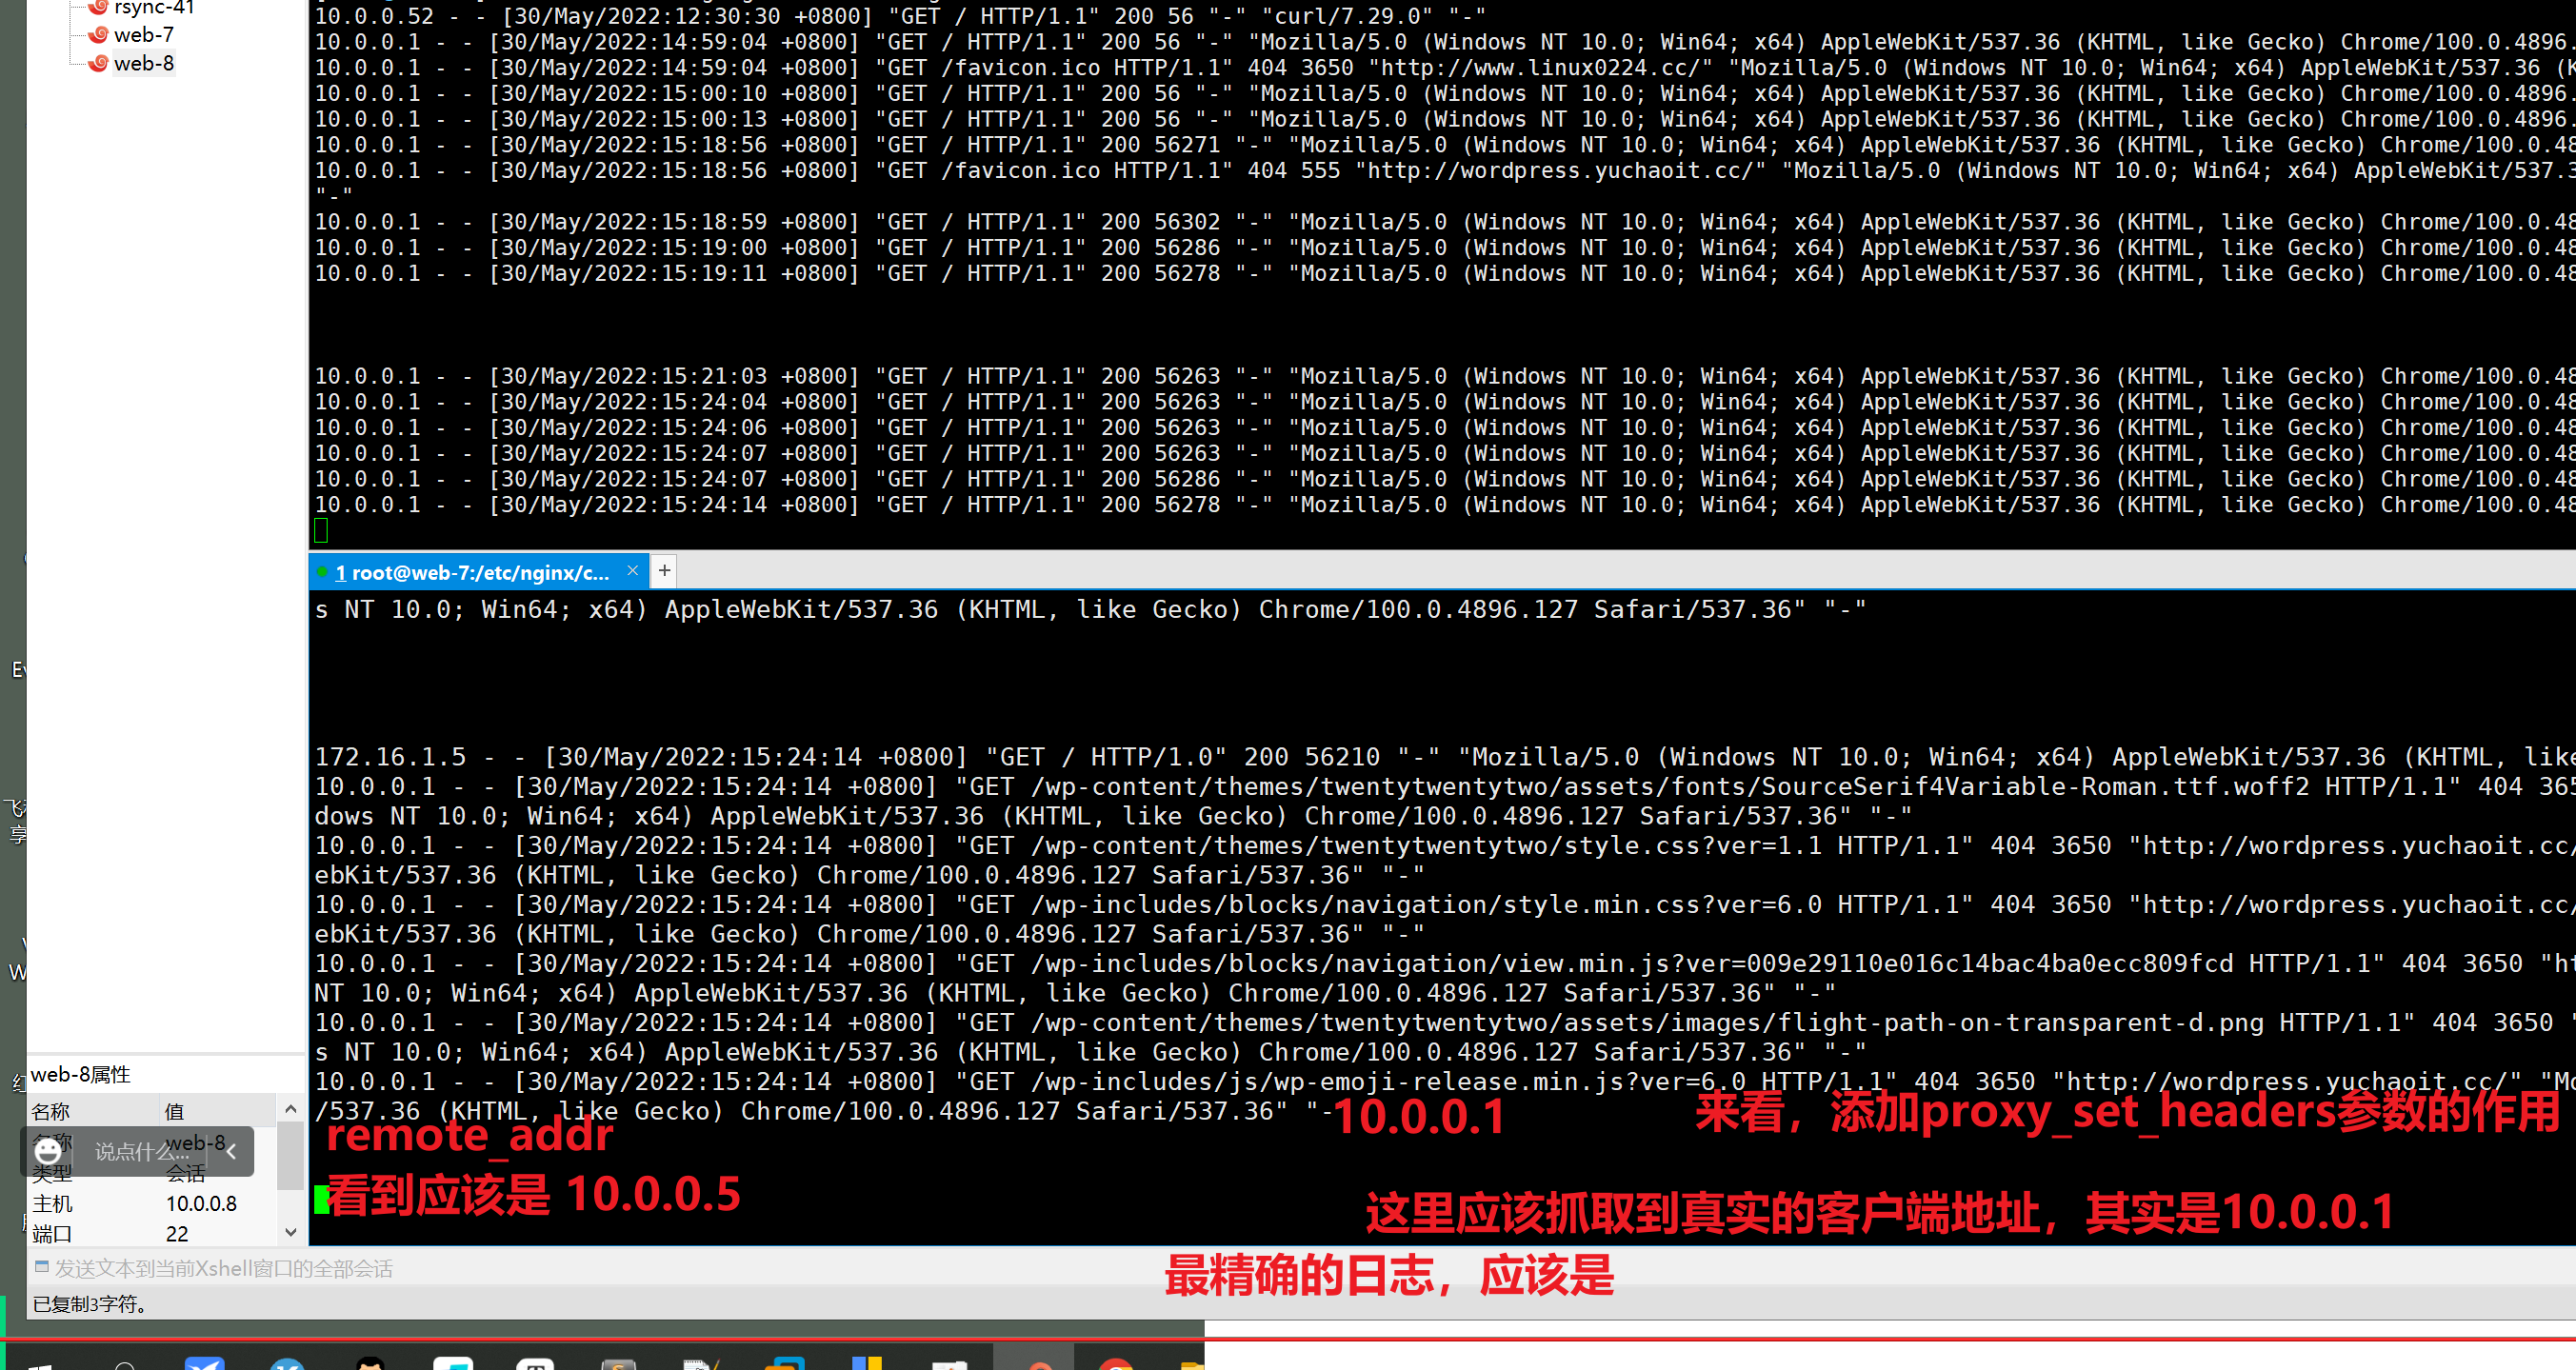 rsync-41
web-7
web-8
10.0.0.52 - - [30/May/2022:12:30:30 +0800] "GET / HTTP/1.1" 200 56 "-" "curl/7.29.0" "-"
10.0.0.1 - - [30/May/2022:14:59:04 +0800] "GET / HTTP/1.1" 200 56 "-" "Mozilla/5.0 (Windows NT 10.0; Win64; x64) AppleWebKit/537.36 (KHTML, like Gecko) Chrome/100.0.4896.
10.0.0.1 - - [30/May/2022:14:59:04 +0800] "GET /favicon.ico HTTP/1.1" 404 3650 "http://www.linux0224.cc/" "Mozilla/5.0 (Windows NT 10.0; Win64; x64) AppleWebKit/537.36 (K
10.0.0.1 - - [30/May/2022:15:00:10 +0800] "GET / HTTP/1.1" 200 56 "-" "Mozilla/5.0 (Windows NT 10.0; Win64; x64) AppleWebKit/537.36 (KHTML, like Gecko) Chrome/100.0.4896.
10.0.0.1 - - [30/May/2022:15:00:13 +0800] "GET / HTTP/1.1" 200 56 "-" "Mozilla/5.0 (Windows NT 10.0; Win64; x64) AppleWebKit/537.36 (KHTML, like Gecko) Chrome/100.0.4896.
10.0.0.1 - - [30/May/2022:15:18:56 +0800] "GET / HTTP/1.1" 200 56271 "-" "Mozilla/5.0 (Windows NT 10.0; Win64; x64) AppleWebKit/537.36 (KHTML, like Gecko) Chrome/100.0.48
10.0.0.1 - - [30/May/2022:15:18:56 +0800] "GET /favicon.ico HTTP/1.1" 404 555 "http://wordpress.yuchaoit.cc/" "Mozilla/5.0 (Windows NT 10.0; Win64; x64) AppleWebKit/537.3
"-"
10.0.0.1 - - [30/May/2022:15:18:59 +0800] "GET / HTTP/1.1" 200 56302 "-" "Mozilla/5.0 (Windows NT 10.0; Win64; x64) AppleWebKit/537.36 (KHTML, like Gecko) Chrome/100.0.48
10.0.0.1 - - [30/May/2022:15:19:00 +0800] "GET / HTTP/1.1" 200 56286 "-" "Mozilla/5.0 (Windows NT 10.0; Win64; x64) AppleWebKit/537.36 (KHTML, like Gecko) Chrome/100.0.48
10.0.0.1 - - [30/May/2022:15:19:11 +0800] "GET / HTTP/1.1" 200 56278 "-" "Mozilla/5.0 (Windows NT 10.0; Win64; x64) AppleWebKit/537.36 (KHTML, like Gecko) Chrome/100.0.48
10.0.0.1 - - [30/May/2022:15:21:03 +0800] "GET / HTTP/1.1" 200 56263 "-" "Mozilla/5.0 (Windows NT 10.0; Win64; x64) AppleWebKit/537.36 (KHTML, like Gecko) Chrome/100.0.48
10.0.0.1 - - [30/May/2022:15:24:04 +0800] "GET / HTTP/1.1" 200 56263 "-" "Mozilla/5.0 (Windows NT 10.0; Win64; x64) AppleWebKit/537.36 (KHTML, like Gecko) Chrome/100.0.48
10.0.0.1 - - [30/May/2022:15:24:06 +0800] "GET / HTTP/1.1" 200 56263 "-" "Mozilla/5.0 (Windows NT 10.0; Win64; x64) AppleWebKit/537.36 (KHTML, like Gecko) Chrome/100.0.48
10.0.0.1 - - [30/May/2022:15:24:07 +0800] "GET / HTTP/1.1" 200 56263 "-" "Mozilla/5.0 (Windows NT 10.0; Win64; x64) AppleWebKit/537.36 (KHTML, like Gecko) Chrome/100.0.48
10.0.0.1 - - [30/May/2022:15:24:07 +0800] "GET / HTTP/1.1" 200 56286 "-" "Mozilla/5.0 (Windows NT 10.0; Win64; x64) AppleWebKit/537.36 (KHTML, like Gecko) Chrome/100.0.48
10.0.0.1 - - [30/May/2022:15:24:14 +0800] "GET / HTTP/1.1" 200 56278 "-" "Mozilla/5.0 (Windows NT 10.0; Win64; x64) AppleWebKit/537.36 (KHTML, like Gecko) Chrome/100.0.48
1 root@web-7:/etc/nginx/c... × +
s NT 10.0; Win64; x64) AppleWebKit/537.36 (KHTML, like Gecko) Chrome/100.0.4896.127 Safari/537.36" "-"
172.16.1.5 - - [30/May/2022:15:24:14 +0800] "GET / HTTP/1.0" 200 56210 "-" "Mozilla/5.0 (Windows NT 10.0; Win64; x64) AppleWebKit/537.36 (KHTML, like
10.0.0.1 - - [30/May/2022:15:24:14 +0800] "GET /wp-content/themes/twentytwentytwo/assets/fonts/SourceSerif4Variable-Roman.ttf.woff2 HTTP/1.1" 404 365
dows NT 10.0; Win64; x64) AppleWebKit/537.36 (KHTML, like Gecko) Chrome/100.0.4896.127 Safari/537.36" "-"
10.0.0.1 - - [30/May/2022:15:24:14 +0800] "GET /wp-content/themes/twentytwentytwo/style.css?ver=1.1 HTTP/1.1" 404 3650 "http://wordpress.yuchaoit.cc/
ebKit/537.36 (KHTML, like Gecko) Chrome/100.0.4896.127 Safari/537.36" "-"
10.0.0.1 - - [30/May/2022:15:24:14 +0800] "GET /wp-includes/blocks/navigation/style.min.css?ver=6.0 HTTP/1.1" 404 3650 "http://wordpress.yuchaoit.cc/
ebKit/537.36 (KHTML, like Gecko) Chrome/100.0.4896.127 Safari/537.36" "-"
10.0.0.1 - - [30/May/2022:15:24:14 +0800] "GET /wp-includes/blocks/navigation/view.min.js?ver=009e29110e016c14bac4ba0ecc809fcd HTTP/1.1" 404 3650 "ht
NT 10.0; Win64; x64) AppleWebKit/537.36 (KHTML, like Gecko) Chrome/100.0.4896.127 Safari/537.36" "-"
10.0.0.1 - - [30/May/2022:15:24:14 +0800] "GET /wp-content/themes/twentytwentytwo/assets/images/flight-path-on-transparent-d.png HTTP/1.1" 404 3650 "
s NT 10.0; Win64; x64) AppleWebKit/537.36 (KHTML, like Gecko) Chrome/100.0.4896.127 Safari/537.36" "-"
10.0.0.1 - - [30/May/2022:15:24:14 +0800] "GET /wp-includes/js/wp-emoji-release.min.js?ver=6.0 HTTP/1.1" 404 3650 "http://wordpress.yuchaoit.cc/" "Mo
/537.36 (KHTML, like Gecko) Chrome/100.0.4896.127 Safari/537.36" "-
10.0.0.1
来看，添加proxy_set_headers参数的作用
remote_addr
看到应该是 10.0.0.5
这里应该抓取到真实的客户端地址，其实是10.0.0.1
最精确的日志，应该是
web-8属性
名称 值
名称 web-8
说点什么...
类型 会话
主机 10.0.0.8
端口 22
发送文本到当前Xshell窗口的全部会话
已复制3字符。